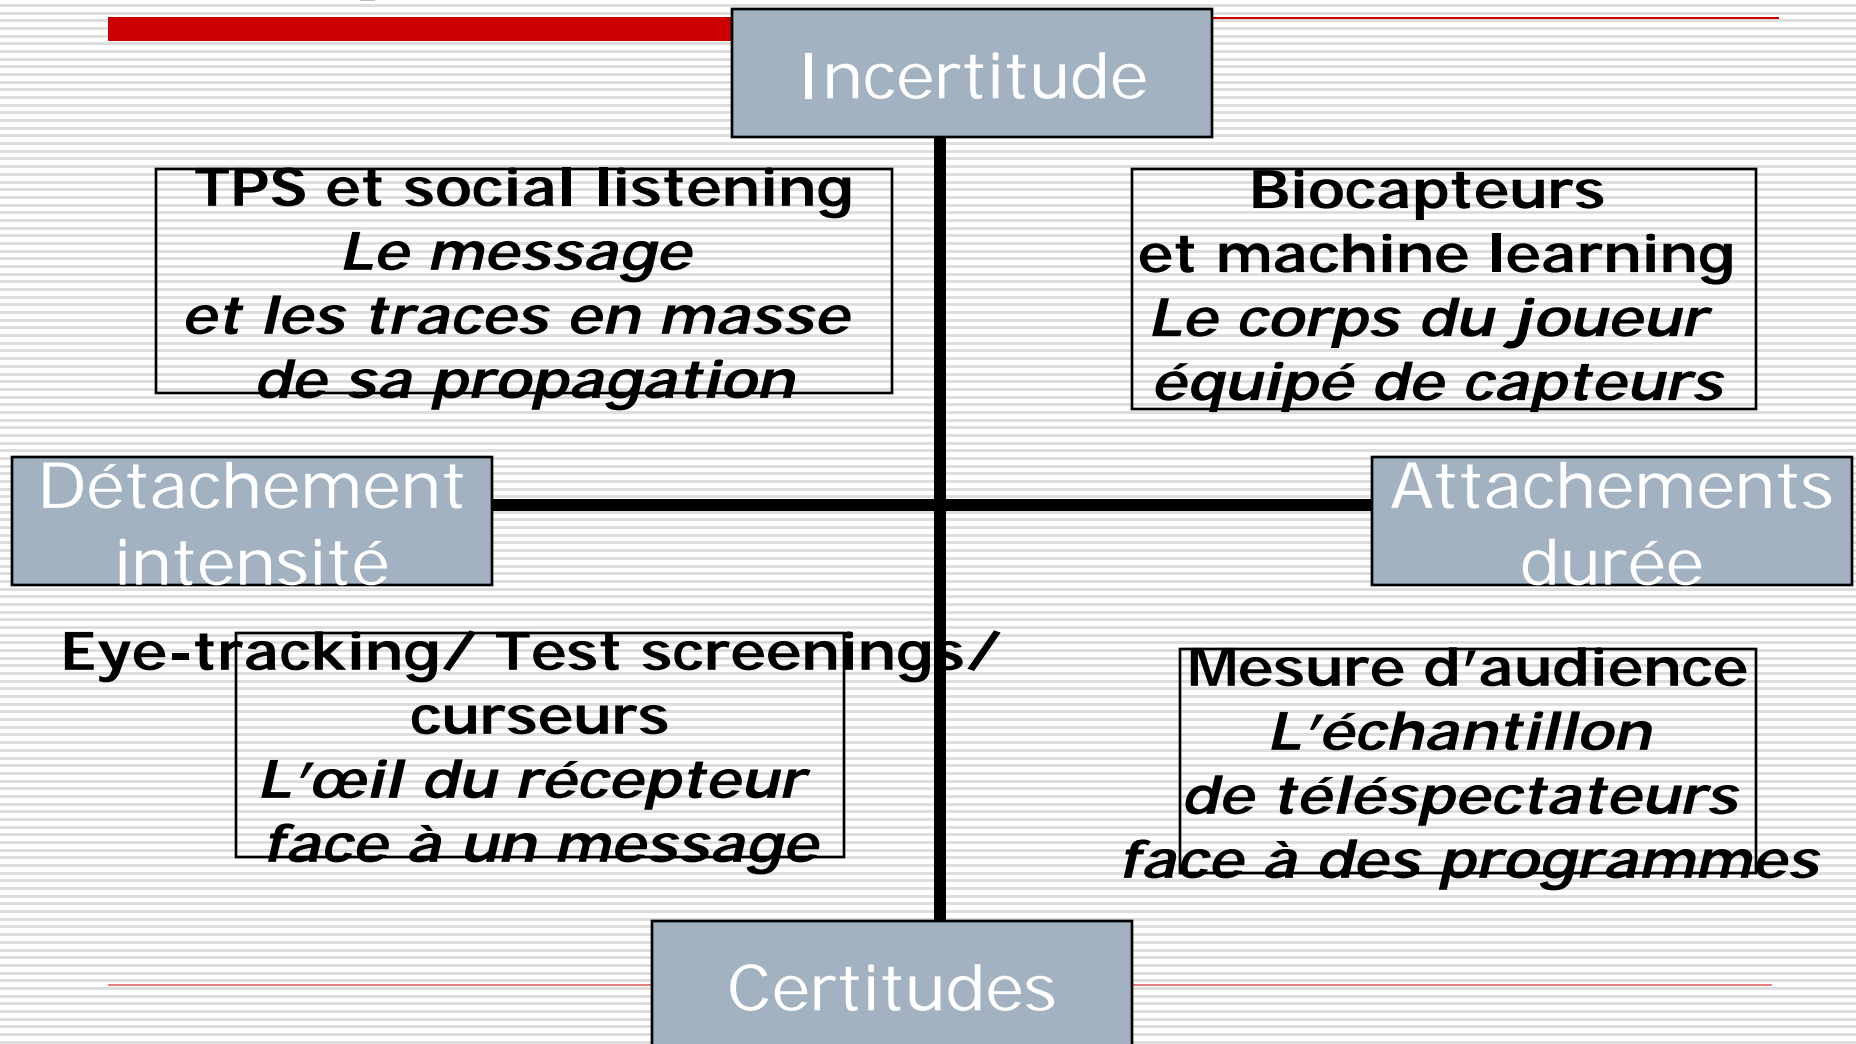 Incertitude
TPS et social listening
Le message
et les traces en masse
de sa propagation
Biocapteurs
et machine learning
Le corps du joueur
équipé de capteurs
Détachement
intensité
Attachements
durée
Eye-tracking/ Test screenings/
curseurs
L’œil du récepteur
face à un message
Mesure d’audience
L’échantillon
de téléspectateurs
face à des programmes
Certitudes